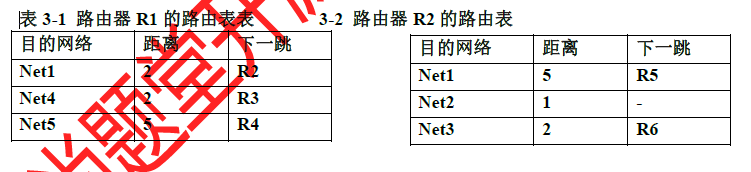 表 3-1 路由器 R1 的路由表表 3-2 路由器 R2 的路由表
目的网络 距离 下一跳
Net1 2 R2
Net4 2 R3
Net5 5 R4
目的网络 距离 下一跳
Net1 5 R5
Net2 1 -
Net3 2 R6